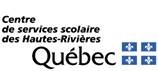 Centre
de services scolaire
des Hautes-Rivières
Québec